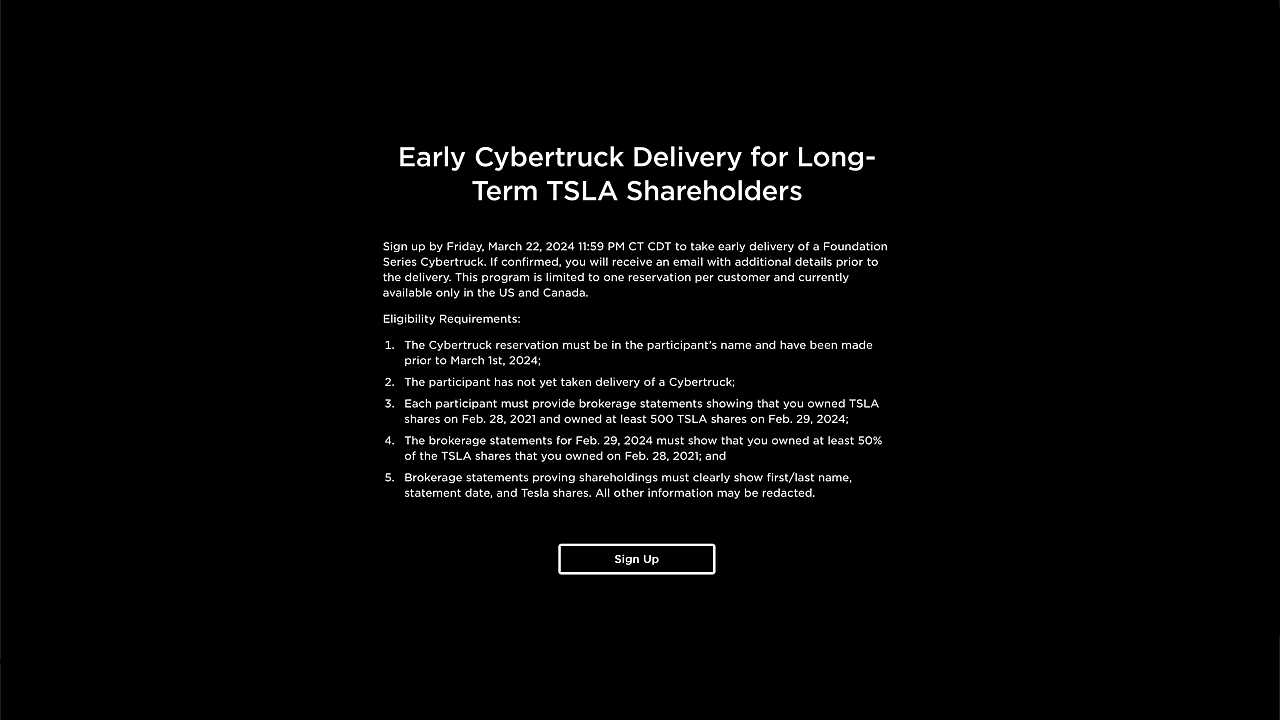 Early Cybertruck Delivery for Long-
Term TSLA Shareholders
Sign up by Friday, March 22, 2024 11:59 PM CT CDT to take early delivery of a Foundation
Series Cybertruck. If confirmed, you will receive an email with additional details prior to
the delivery. This program is limited to one reservation per customer and currently
available only in the US and Canada.
Eligibility Requirements:
1. The Cybertruck reservation must be in the participant's name and have been made
prior to March 1st, 2024;
2. The participant has not yet taken delivery of a Cybertruck;
3. Each participant must provide brokerage statements showing that you owned TSLA
shares on Feb. 28, 2021 and owned at least 500 TSLA shares on Feb. 29, 2024;
4. The brokerage statements for Feb. 29, 2024 must show that you owned at least 50%
of the TSLA shares that you owned on Feb. 28, 2021; and
5. Brokerage statements proving shareholdings must clearly show first/last name,
statement date, and Tesla shares. All other information may be redacted.
Sign Up